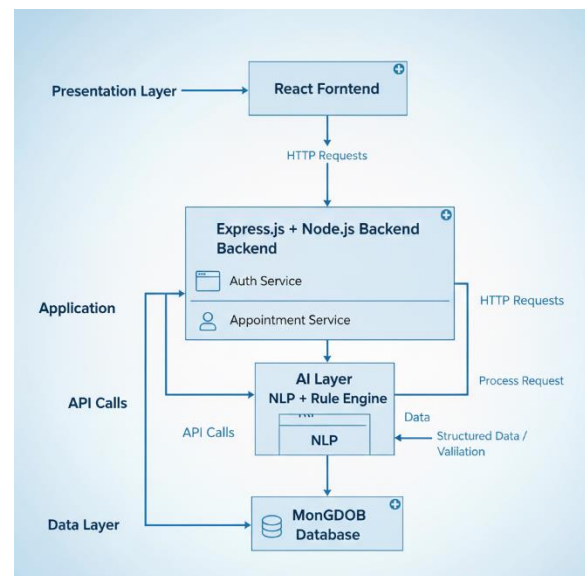 React Forntend
Presentation Layer
HTTP Requests
Express.js + Node.js Backend
Backend
Auth Service
Appointment Service
Application
HTTP Requests
AI Layer
NLP + Rule Engine
NLP
Process Request
API Calls
API Calls
Data
Structured Data /
Valilation
MonGDOB
Database
Data Layer